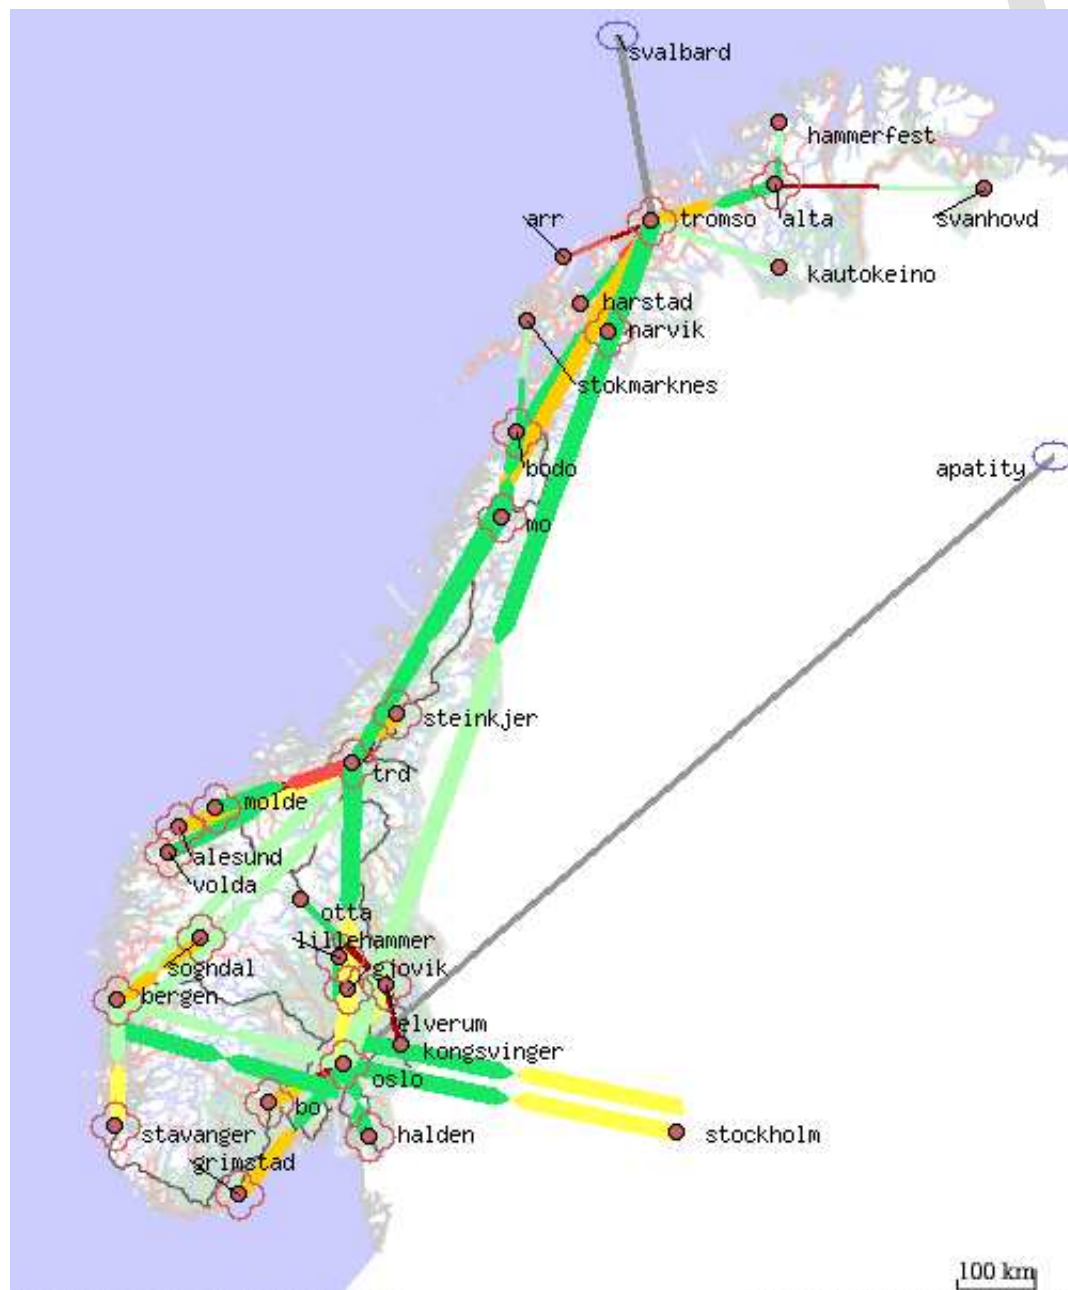 svalbard
hammerfest
arr
tromso
alta
svanhovd
kautokeino
harstad
narvik
stokmarknes
bodo
apatity
mo
steinkjer
trd
molde
alesund
volda
otta
lillehammer
soghdal
gjovik
bergen
elverum
kongsvinger
oslo
bo
stavanger
halden
stockholm
grimstad
100 km